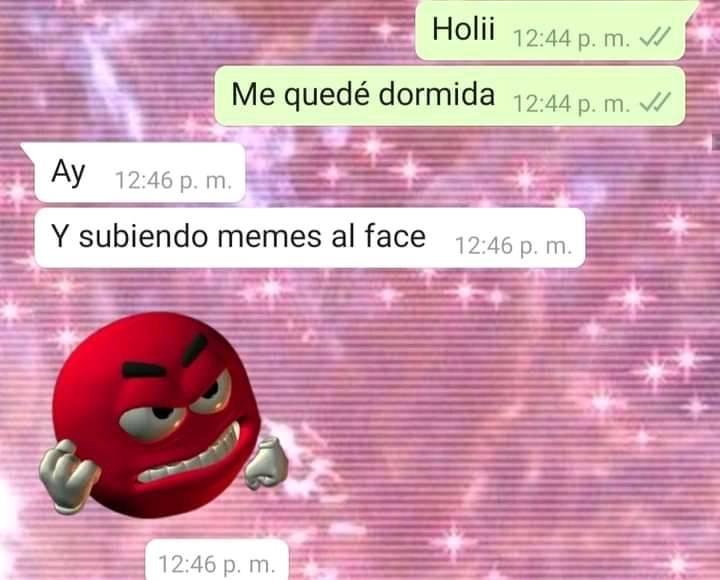 Holii 12:44 p. m.
Me quedé dormida 12:44 p. m.
Ay 12:46 p. m.
Y subiendo memes al face 12:46 p. m.
12:46 p. m.